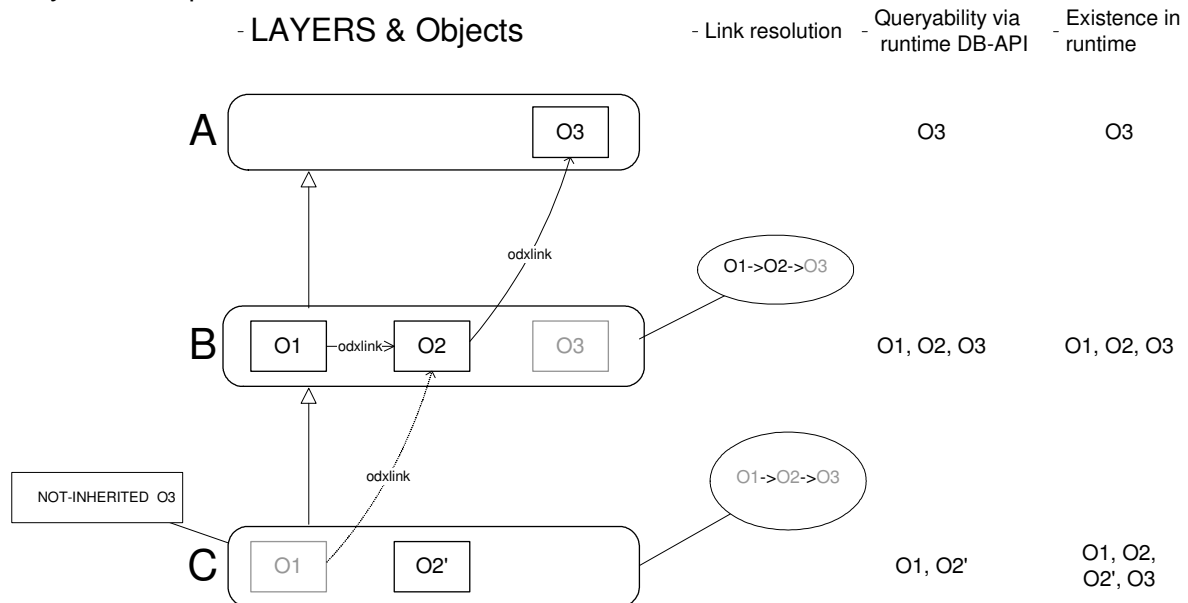 - LAYERS & Objects
- Link resolution
- Queryability via
runtime DB-API
- Existence in
runtime
A
O3
O3
O3
odxlink
O1->O2->O3
B
O1
odxlink
O2
O3
O1, O2, O3
O1, O2, O3
odxlink
O1->O2->O3
NOT-INHERITED O3
C
O1
O2'
O1, O2'
O1, O2,
O2', O3